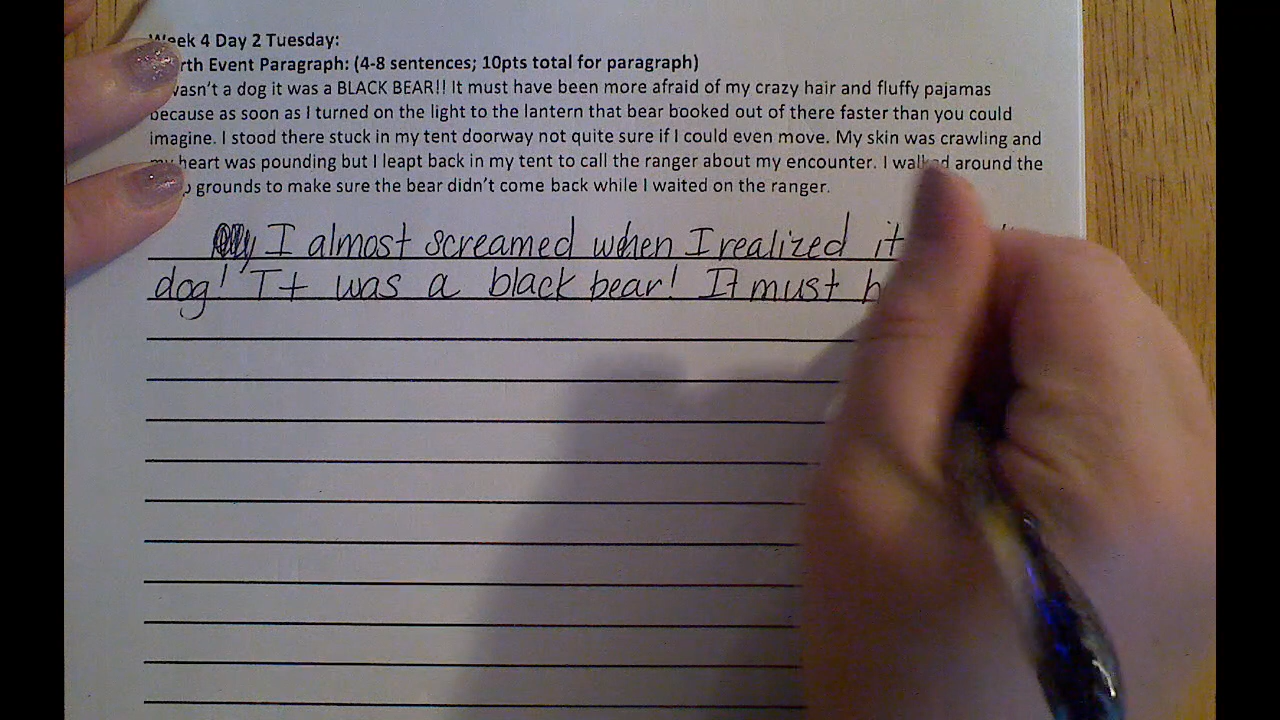 Week 4 Day 2 Tuesday:
Event Paragraph: (4-8 sentences; 10pts total for paragraph)
wasn't a dog it was a BLACK BEAR!! It must have been more afraid of my crazy hair and fluffy pajamas
because as soon as I turned on the light to the lantern that bear booked out of there faster than you could
imagine. I stood there stuck in my tent doorway not quite sure if I could even move. My skin was crawling and
my heart was pounding but I leapt back in my tent to call the ranger about my encounter. I walked around the
grounds to make sure the bear didn't come back while I waited on the ranger.
I almost screamed when I realized it
dog! It was a black bear! It must